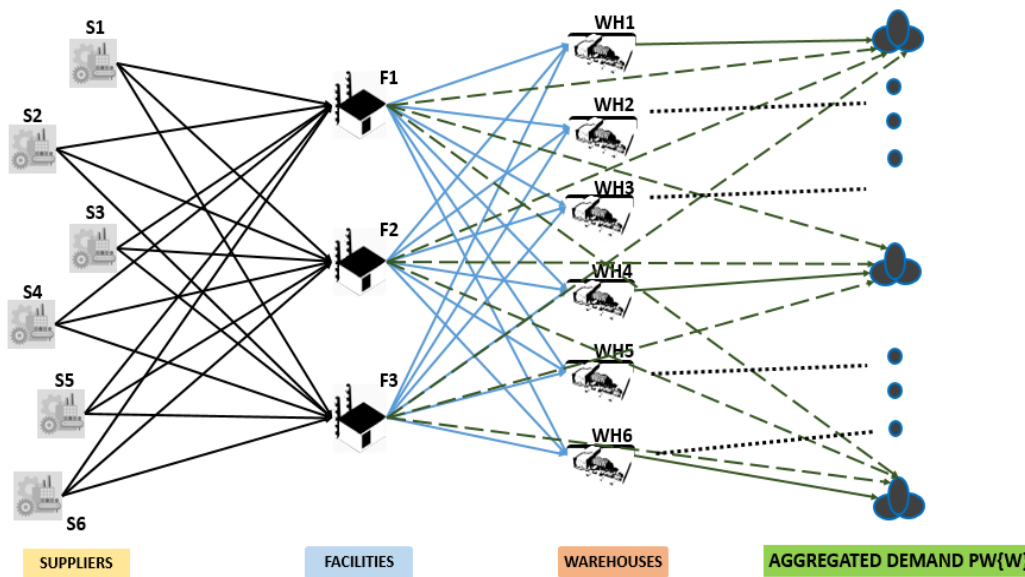 S1
S2
S3
S4
S5
S6
F1
F2
F3
WH1
WH2
WH3
WH4
WH5
WH6
SUPPLIERS
FACILITIES
WAREHOUSES
AGGREGATED DEMAND PW{W}